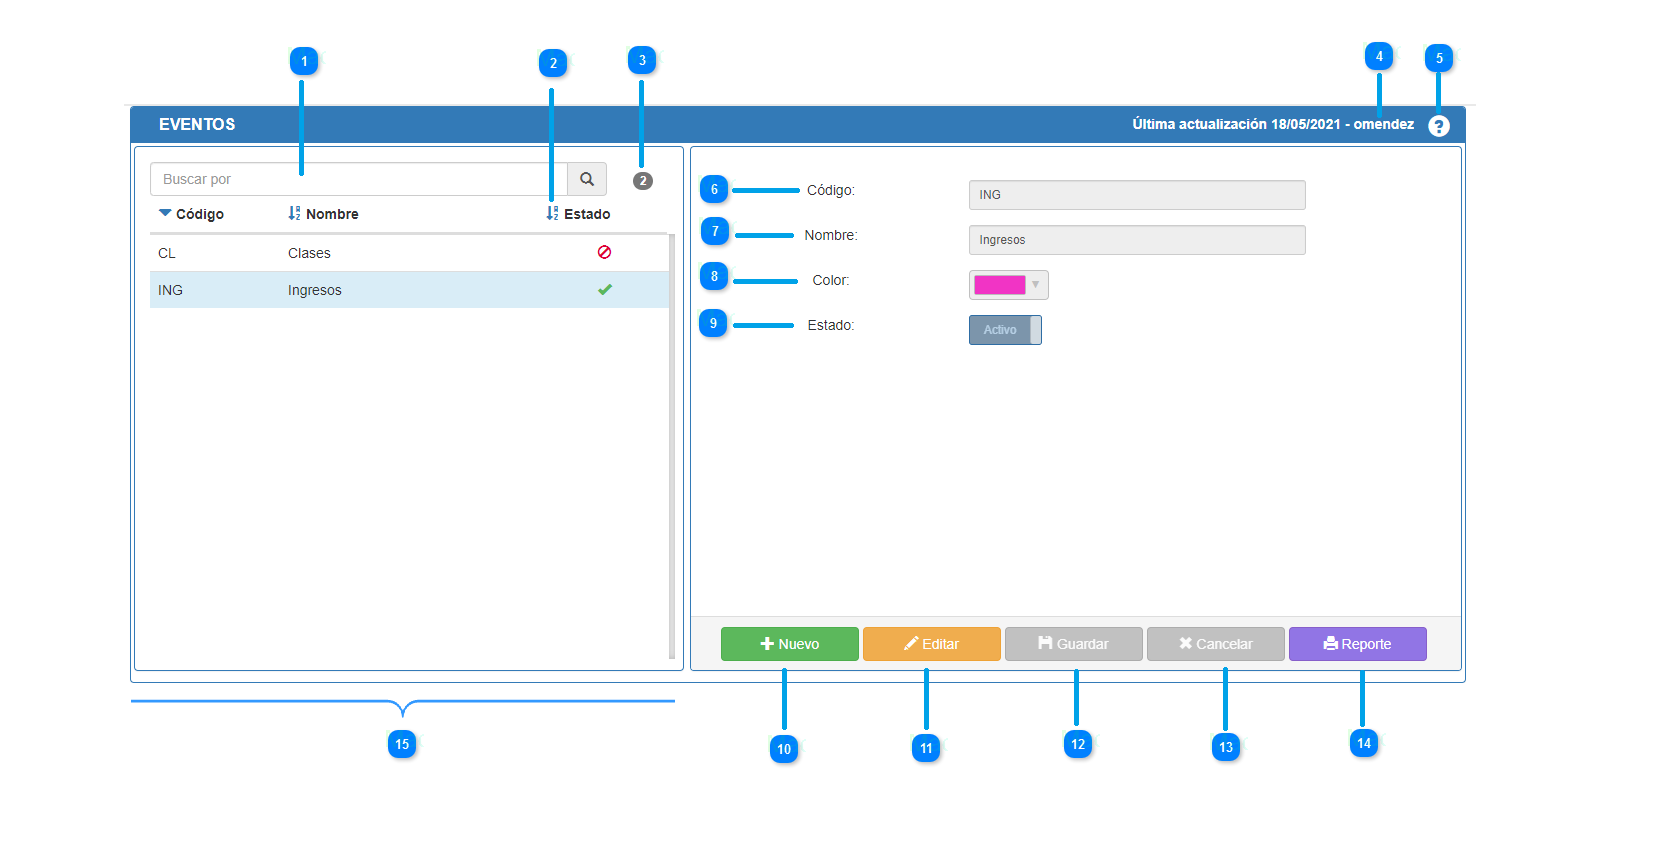 1
2
3
4
5
EVENTOS
Última actualización 18/05/2021 - omendez
?
Buscar por
2
Código
Nombre
Estado
CL
Clases
ING
Ingresos
6
Código:
ING
7
Nombre:
Ingresos
8
Color:
9
Estado:
Activo
Nuevo
Editar
Guardar
Cancelar
Reporte
15
10
11
12
13
14